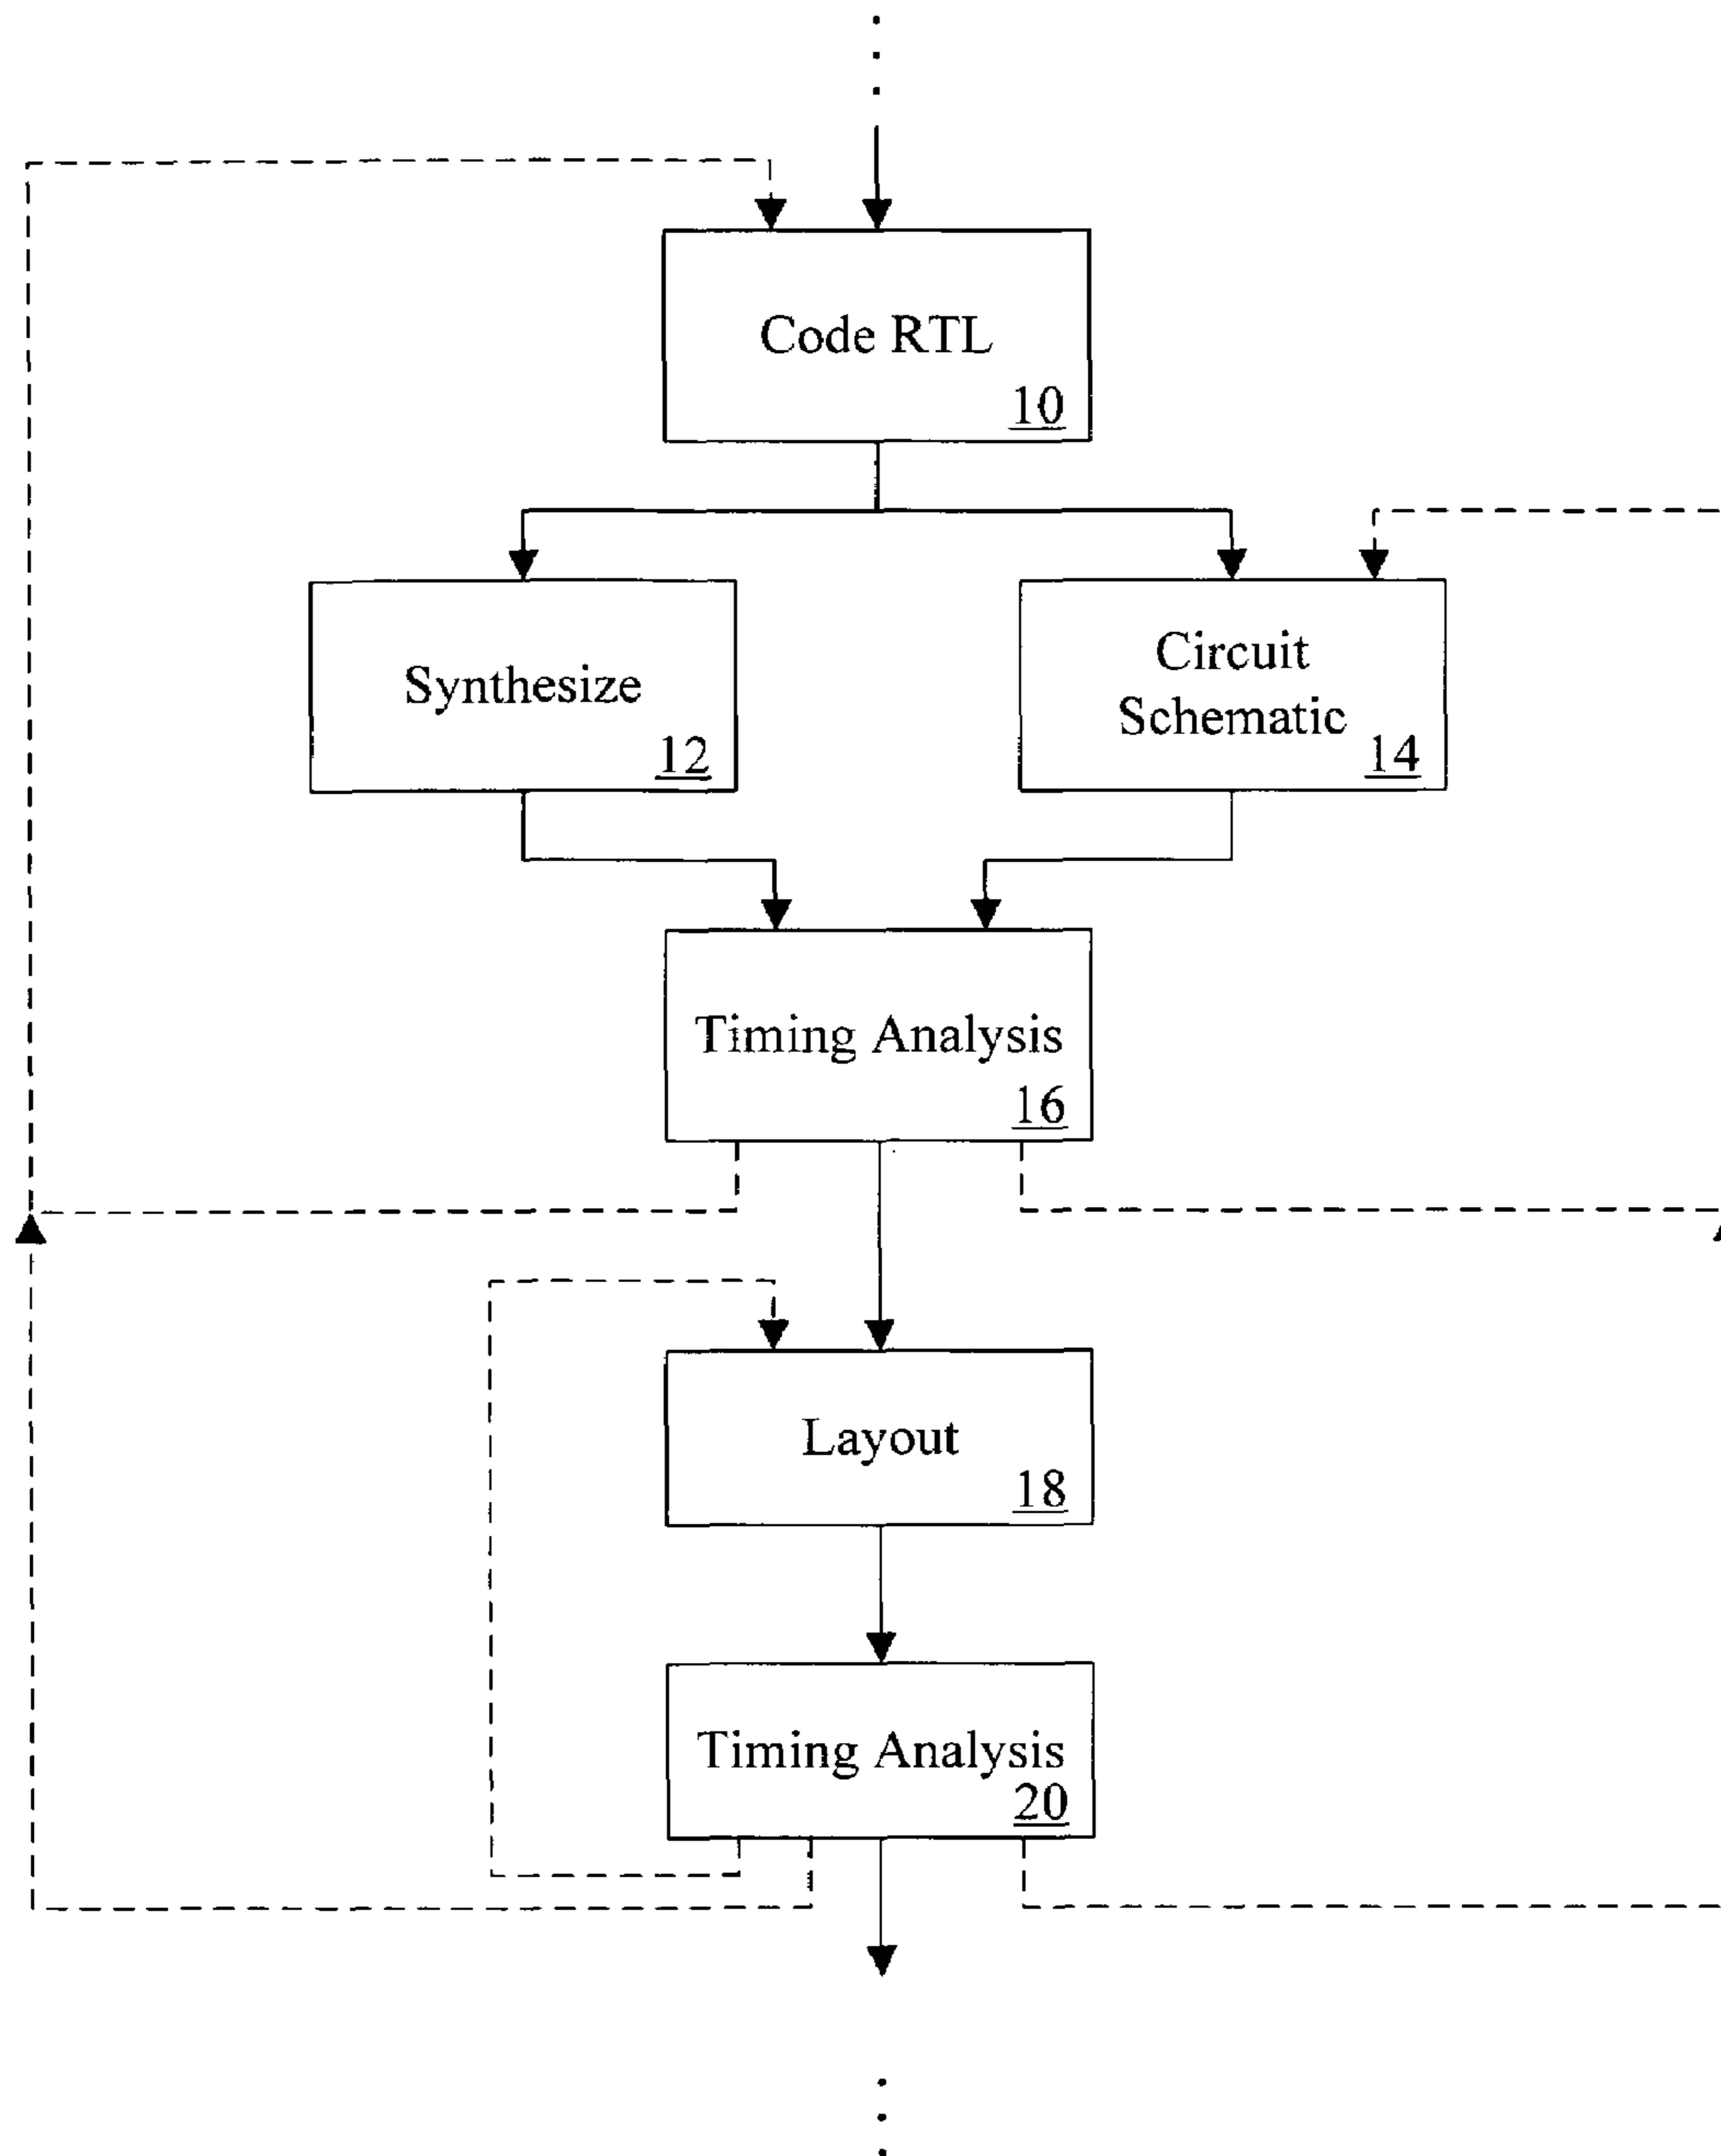 Code RTL
10
Synthesize
12
Circuit
Schematic
14
Timing Analysis
16
Layout
18
Timing Analysis
20